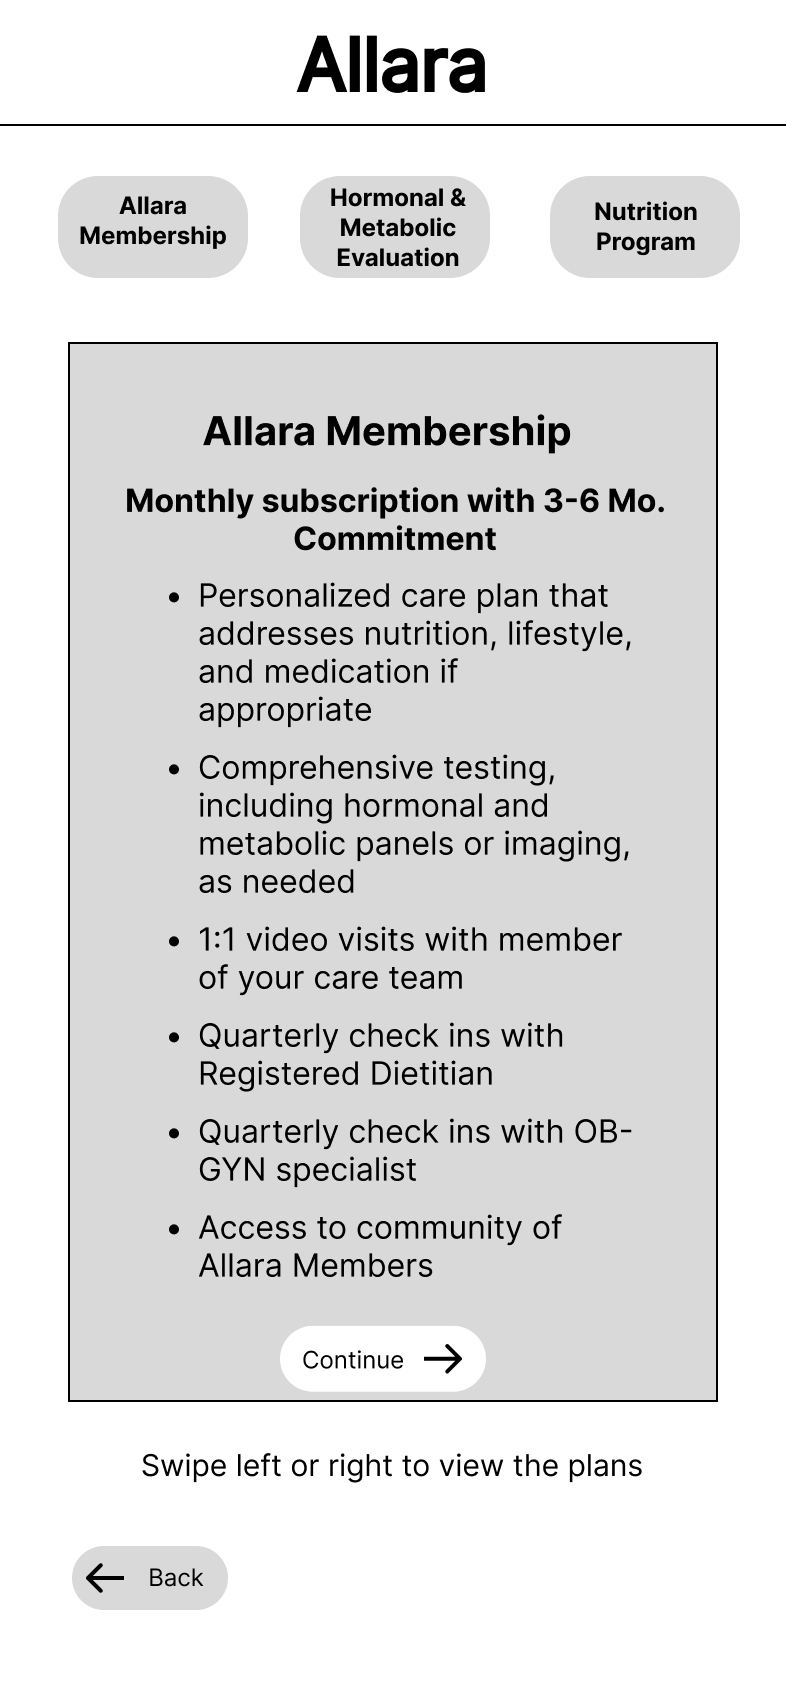 Allara
Allara
Membership
Hormonal &
Metabolic
Evaluation
Nutrition
Program
Allara Membership
Monthly subscription with 3-6 Mo.
Commitment
• Personalized care plan that
addresses nutrition, lifestyle,
and medication if
appropriate
• Comprehensive testing,
including hormonal and
metabolic panels or imaging,
as needed
• 1:1 video visits with member
of your care team
• Quarterly check ins with
Registered Dietitian
• Quarterly check ins with OB-
GYN specialist
• Access to community of
Allara Members
Continue
Swipe left or right to view the plans
Back